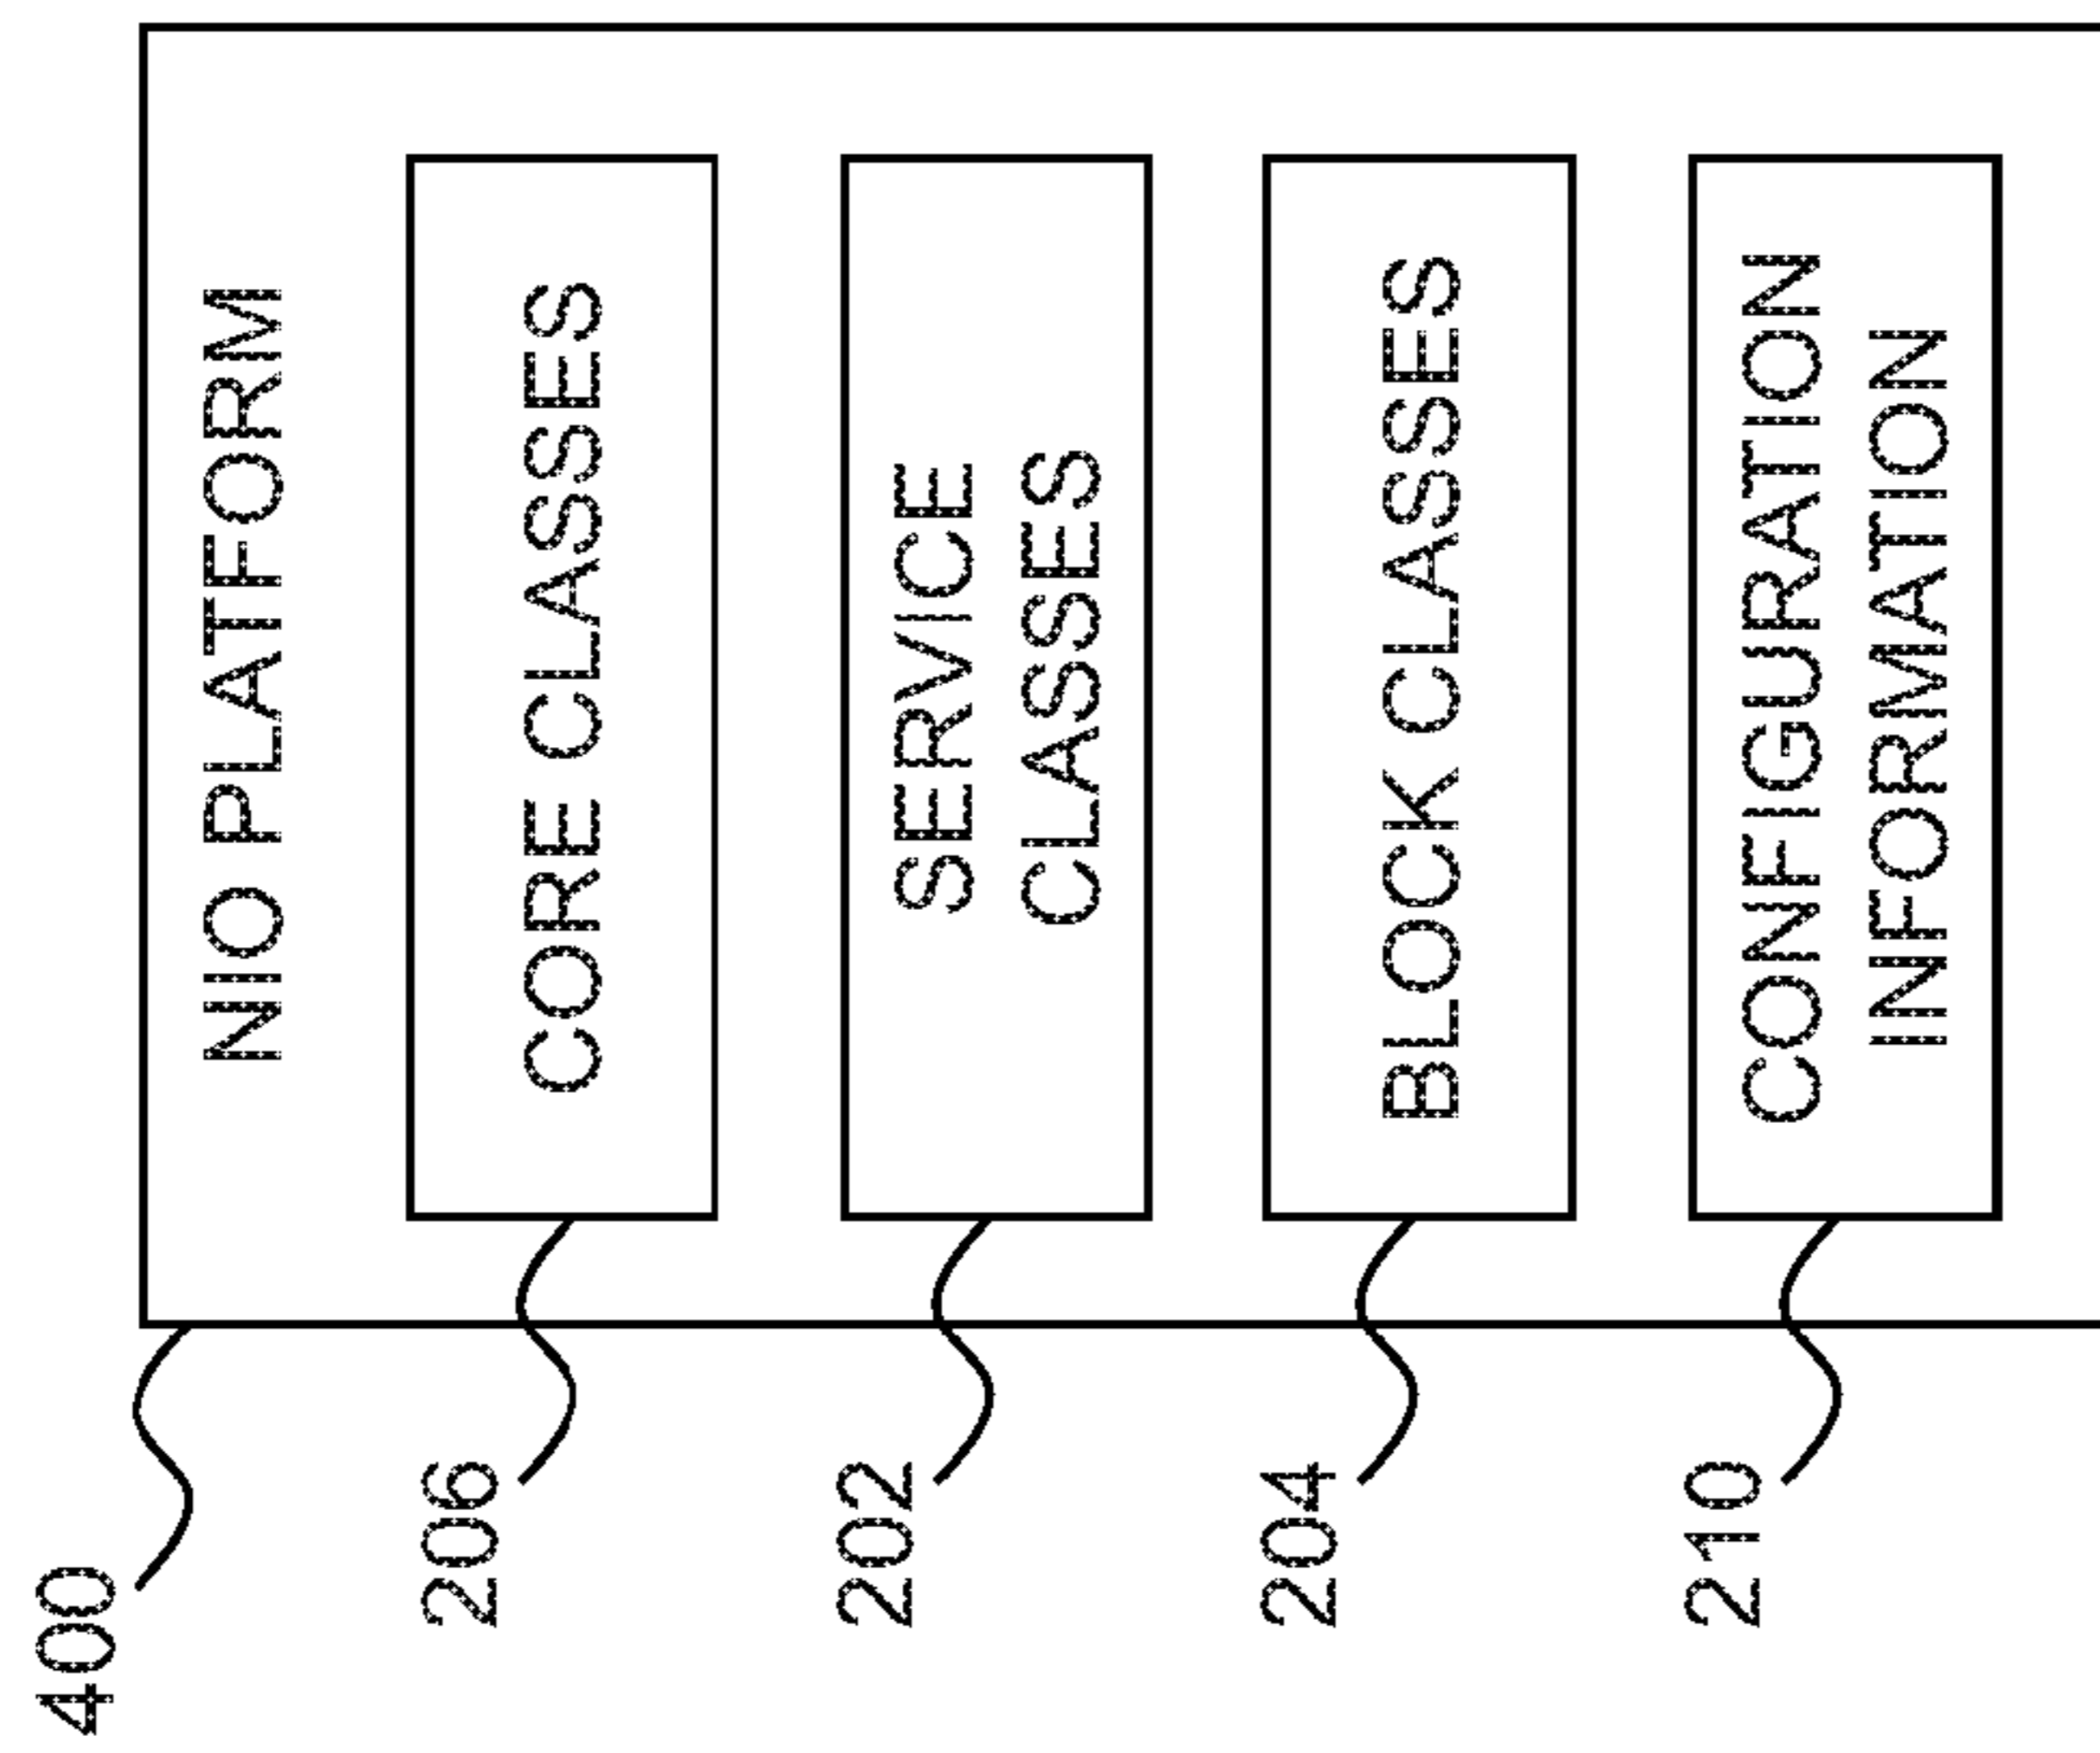 NIO PLATFORM
400
CORE CLASSES
206
SERVICE
CLASSES
202
BLOCK CLASSES
204
CONFIGURATION
INFORMATION
210